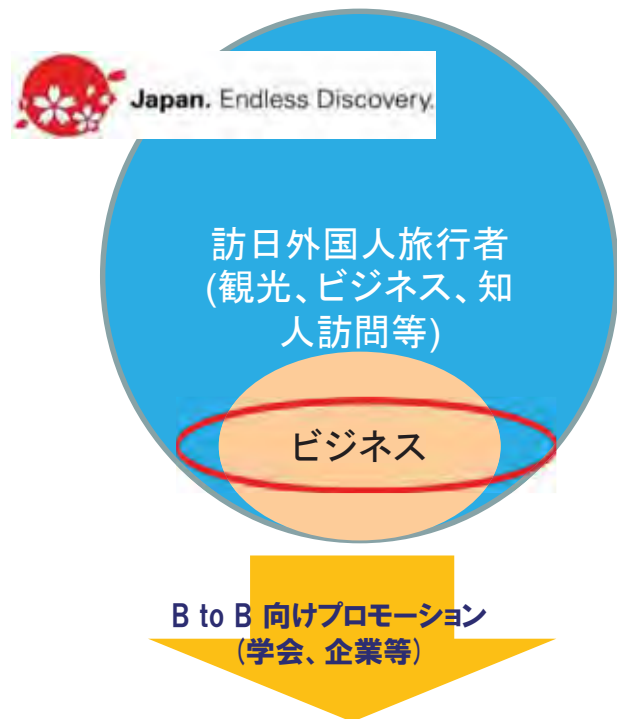 Japan. Endless Discovery.
訪日外国人旅行者
(観光、ビジネス、知
人訪問等)
ビジネス
B to B 向けプロモーション
(学会、企業等)